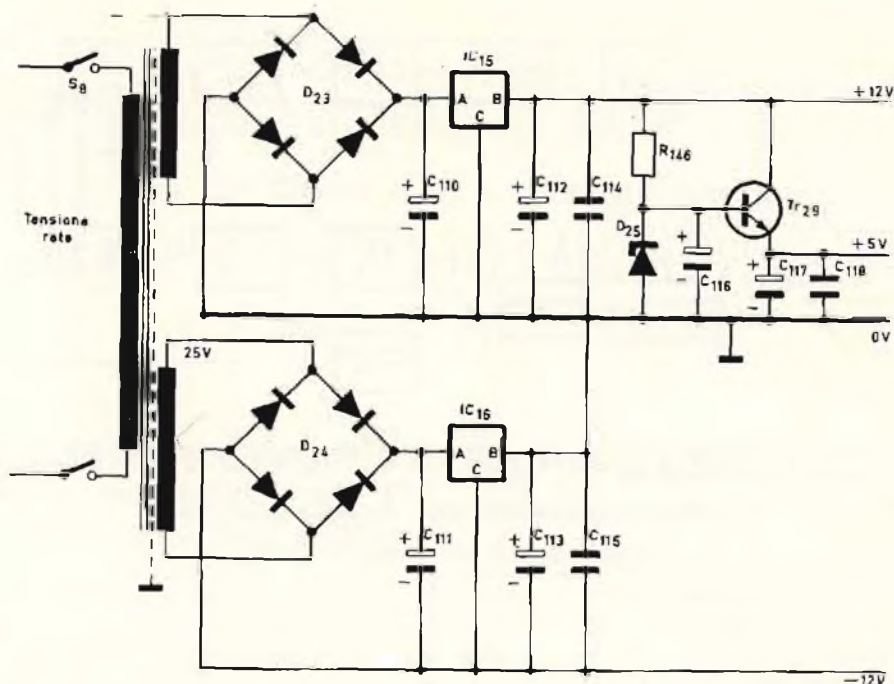 S8
Tensione
rete
D23
IC15
A
B
C
+
C110
−
+
C112
−
C114
R146
D25
+
C116
−
Tr29
+12V
+5V
+
C117
−
C118
0V
25V
D24
IC16
A
B
C
+
C111
−
+
C113
−
C115
−12V